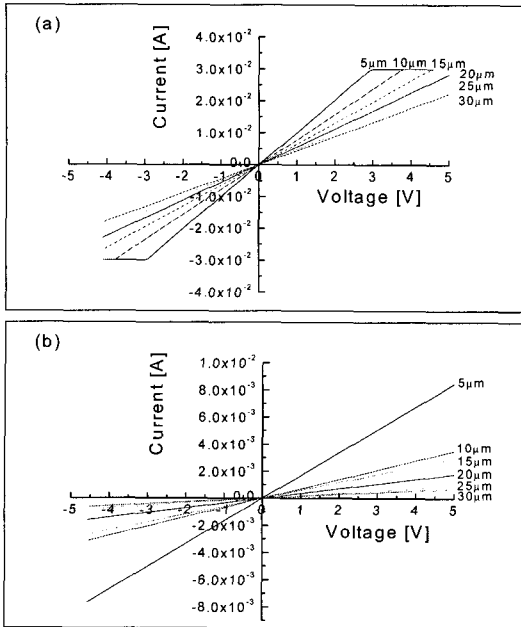 (a)
Current [A]
4.0x10⁻²
3.0x10⁻²
2.0x10⁻²
1.0x10⁻²
0.0
-1.0x10⁻²
-2.0x10⁻²
-3.0x10⁻²
-4.0x10⁻²
5μm 10μm 15μm
20μm
25μm
30μm
-5 -4 -3 -2 -1 0 1 2 3 4 5
Voltage [V]
(b)
Current [A]
1.0x10⁻²
8.0x10⁻³
6.0x10⁻³
4.0x10⁻³
2.0x10⁻³
0.0
-2.0x10⁻³
-4.0x10⁻³
-6.0x10⁻³
-8.0x10⁻³
5μm
10μm
15μm
20μm
25μm
30μm
-5 -4 -3 -2 -1 0 1 2 3 4 5
Voltage [V]